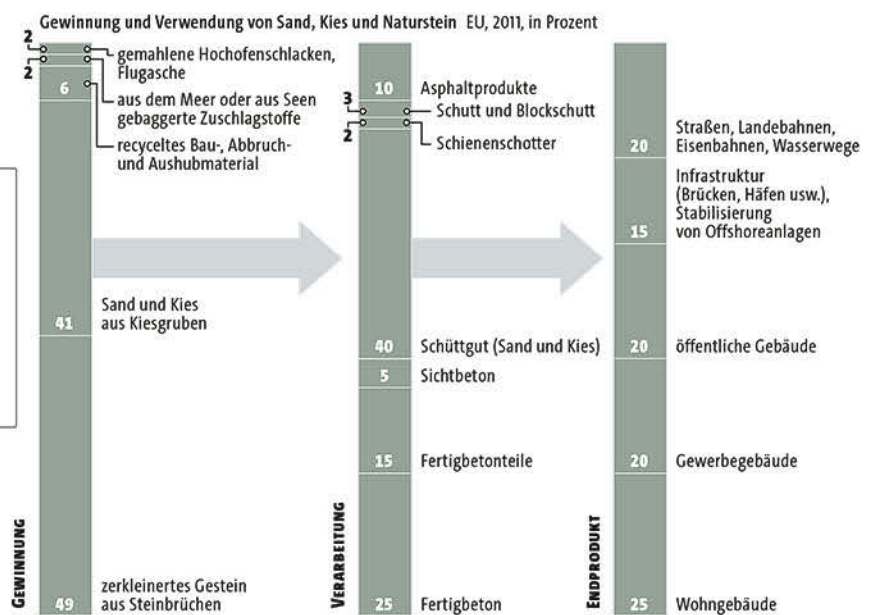 Gewinnung und Verwendung von Sand, Kies und Naturstein EU, 2011, in Prozent
2
gemahlene Hochofenschlacken,
Flugasche
2
aus dem Meer oder aus Seen
gebaggerte Zuschlagstoffe
6
recyceltes Bau-, Abbruch-
und Aushubmaterial
41
Sand und Kies
aus Kiesgruben
49
zerkleinertes Gestein
aus Steinbrüchen
GEWINNUNG
10 Asphaltprodukte
3 Schutt und Blockschutt
2 Schienenschotter
40 Schüttgut (Sand und Kies)
5 Sichtbeton
15 Fertigbetonteile
25 Fertigbeton
VERARBEITUNG
20
Straßen, Landebahnen,
Eisenbahnen, Wasserwege
15
Infrastruktur
(Brücken, Häfen usw.),
Stabilisierung
von Offshoreanlagen
20 öffentliche Gebäude
20 Gewerbegebäude
25 Wohngebäude
ENDPRODUKT